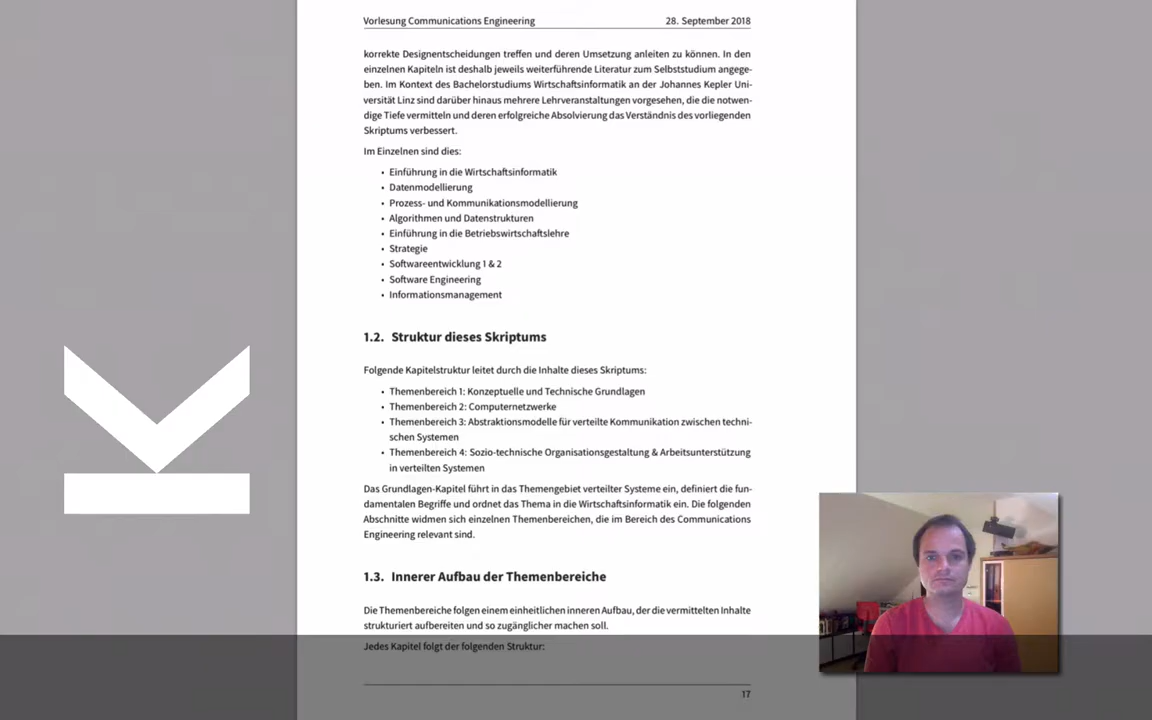 Vorlesung Communications Engineering 28. September 2018
korrekte Designentscheidungen treffen und deren Umsetzung anleiten zu können. In den
einzelnen Kapiteln ist deshalb jeweils weiterführende Literatur zum Selbststudium angege-
ben. Im Kontext des Bachelorstudiums Wirtschaftsinformatik an der Johannes Kepler Uni-
versität Linz sind darüber hinaus mehrere Lehrveranstaltungen vorgesehen, die die notwen-
dige Tiefe vermitteln und deren erfolgreiche Absolvierung das Verständnis des vorliegenden
Skriptums verbessert.
Im Einzelnen sind dies:
• Einführung in die Wirtschaftsinformatik
• Datenmodellierung
• Prozess- und Kommunikationsmodellierung
• Algorithmen und Datenstrukturen
• Einführung in die Betriebswirtschaftslehre
• Strategie
• Softwareentwicklung 1 & 2
• Software Engineering
• Informationsmanagement
1.2. Struktur dieses Skriptums
Folgende Kapitelstruktur leitet durch die Inhalte dieses Skriptums:
• Themenbereich 1: Konzeptuelle und Technische Grundlagen
• Themenbereich 2: Computernetzwerke
• Themenbereich 3: Abstraktionsmodelle für verteilte Kommunikation zwischen techni-
schen Systemen
• Themenbereich 4: Sozio-technische Organisationsgestaltung & Arbeitsunterstützung
in verteilten Systemen
Das Grundlagen-Kapitel führt in das Themengebiet verteilter Systeme ein, definiert die fun-
damentalen Begriffe und ordnet das Thema in die Wirtschaftsinformatik ein. Die folgenden
Abschnitte widmen sich einzelnen Themenbereichen, die im Bereich des Communications
Engineering relevant sind.
1.3. Innerer Aufbau der Themenbereiche
Die Themenbereiche folgen einem einheitlichen inneren Aufbau, der die vermittelten Inhalte
strukturiert aufbereiten und so zugänglicher machen soll.
Jedes Kapitel folgt der folgenden Struktur:
17